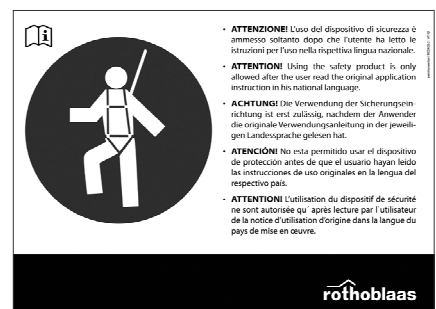 • ATTENZIONE! L'uso del dispositivo di sicurezza è
ammesso soltanto dopo che l'utente ha letto le
istruzioni per l'uso nella rispettiva lingua nazionale.
• ATTENTION! Using the safety product is only
allowed after the user read the original application
instruction in his national language.
• ACHTUNG! Die Verwendung der Sicherungsein-
richtung ist erst zulässig, nachdem der Anwender
die originale Verwendungsanleitung in der jeweili-
gen Landessprache gelesen hat.
• ATENCIÓN! No esta permitido usar el dispositivo
de protección antes de que el usuario hayan leído
las instrucciones de uso originales en la lengua del
respectivo país.
• ATTENTION! L'utilisation du dispositif de sécurité
ne sont autorisée qu´ après lecture par l´utilisateur
de la notice d'utilisation d'origine dans la langue du
pays de mise en œuvre.
rothoblaas